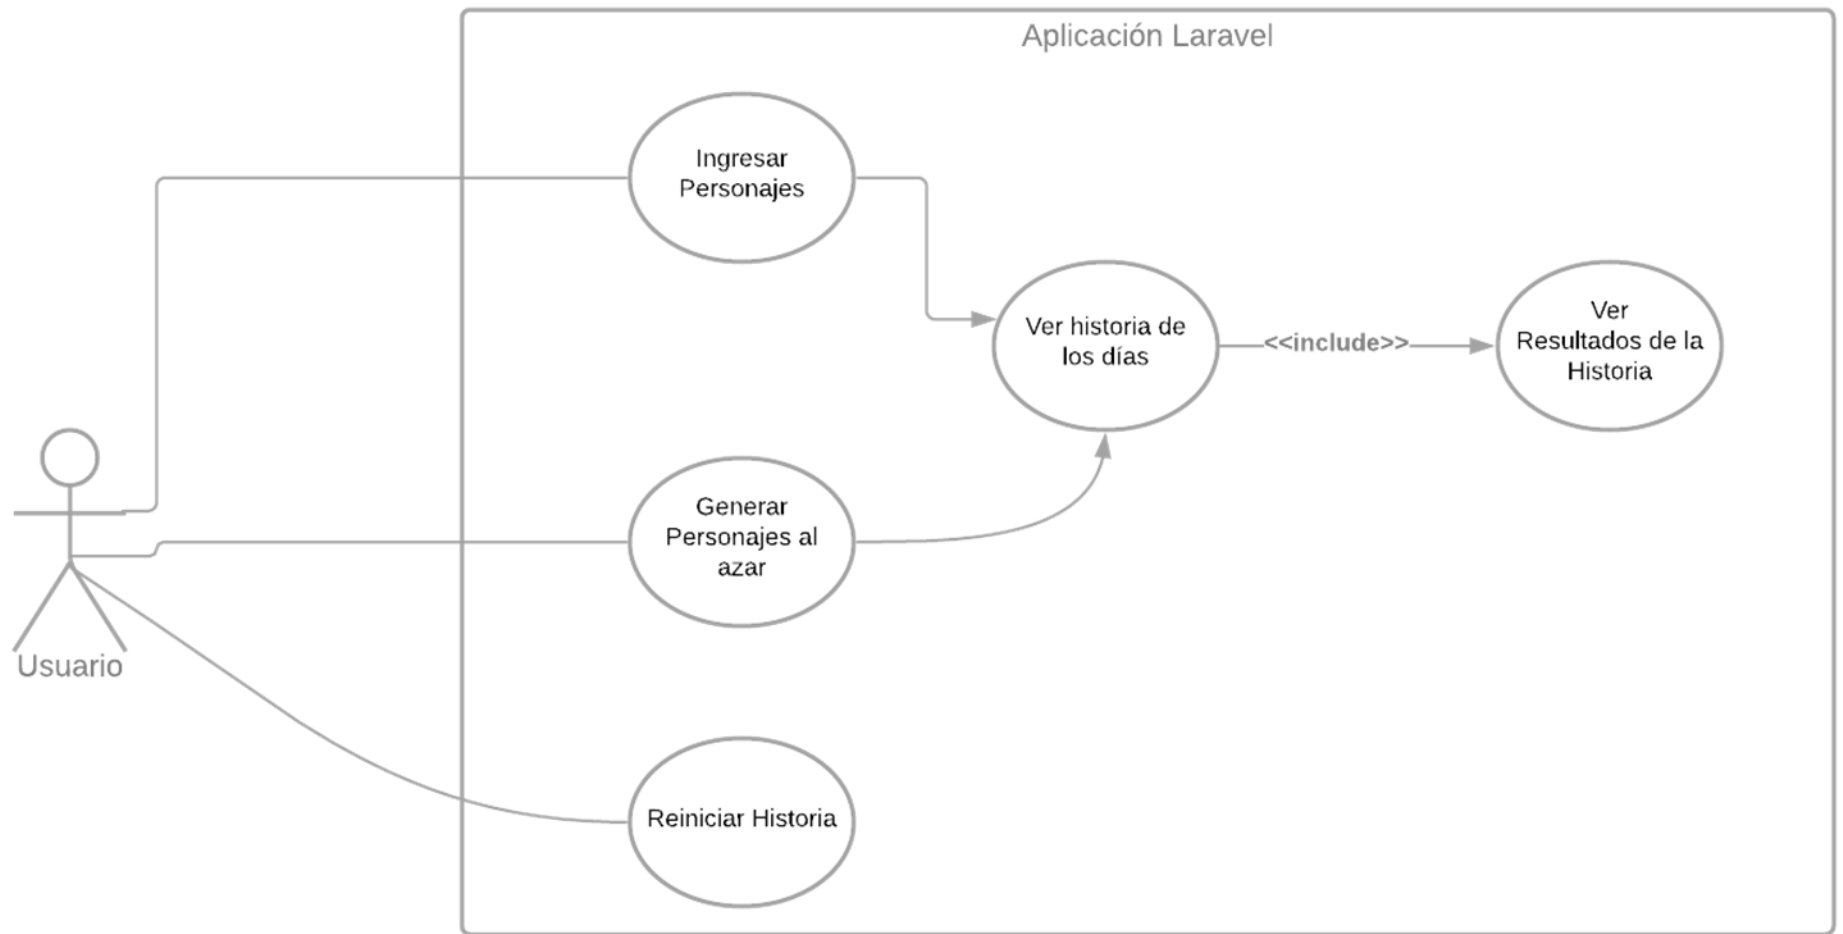 Aplicación Laravel
Ingresar
Personajes
Ver historia de
los días
<<include>>
Ver
Resultados de la
Historia
Generar
Personajes al
azar
Usuario
Reiniciar Historia